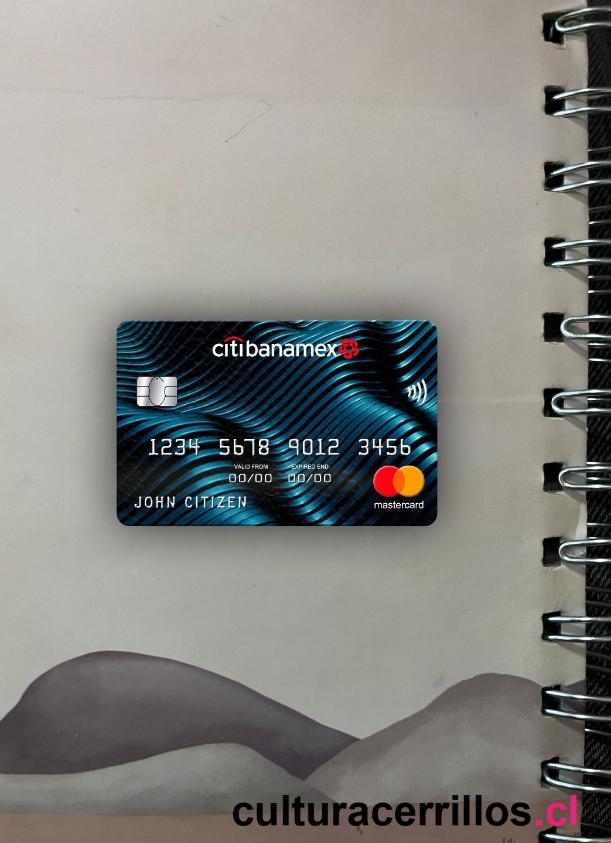 citibanamex
1234 5678 9012 3456
VALID FROM EXPIRED END
00/00 00/00
JOHN CITIZEN
mastercard
culturacerrillos.cl